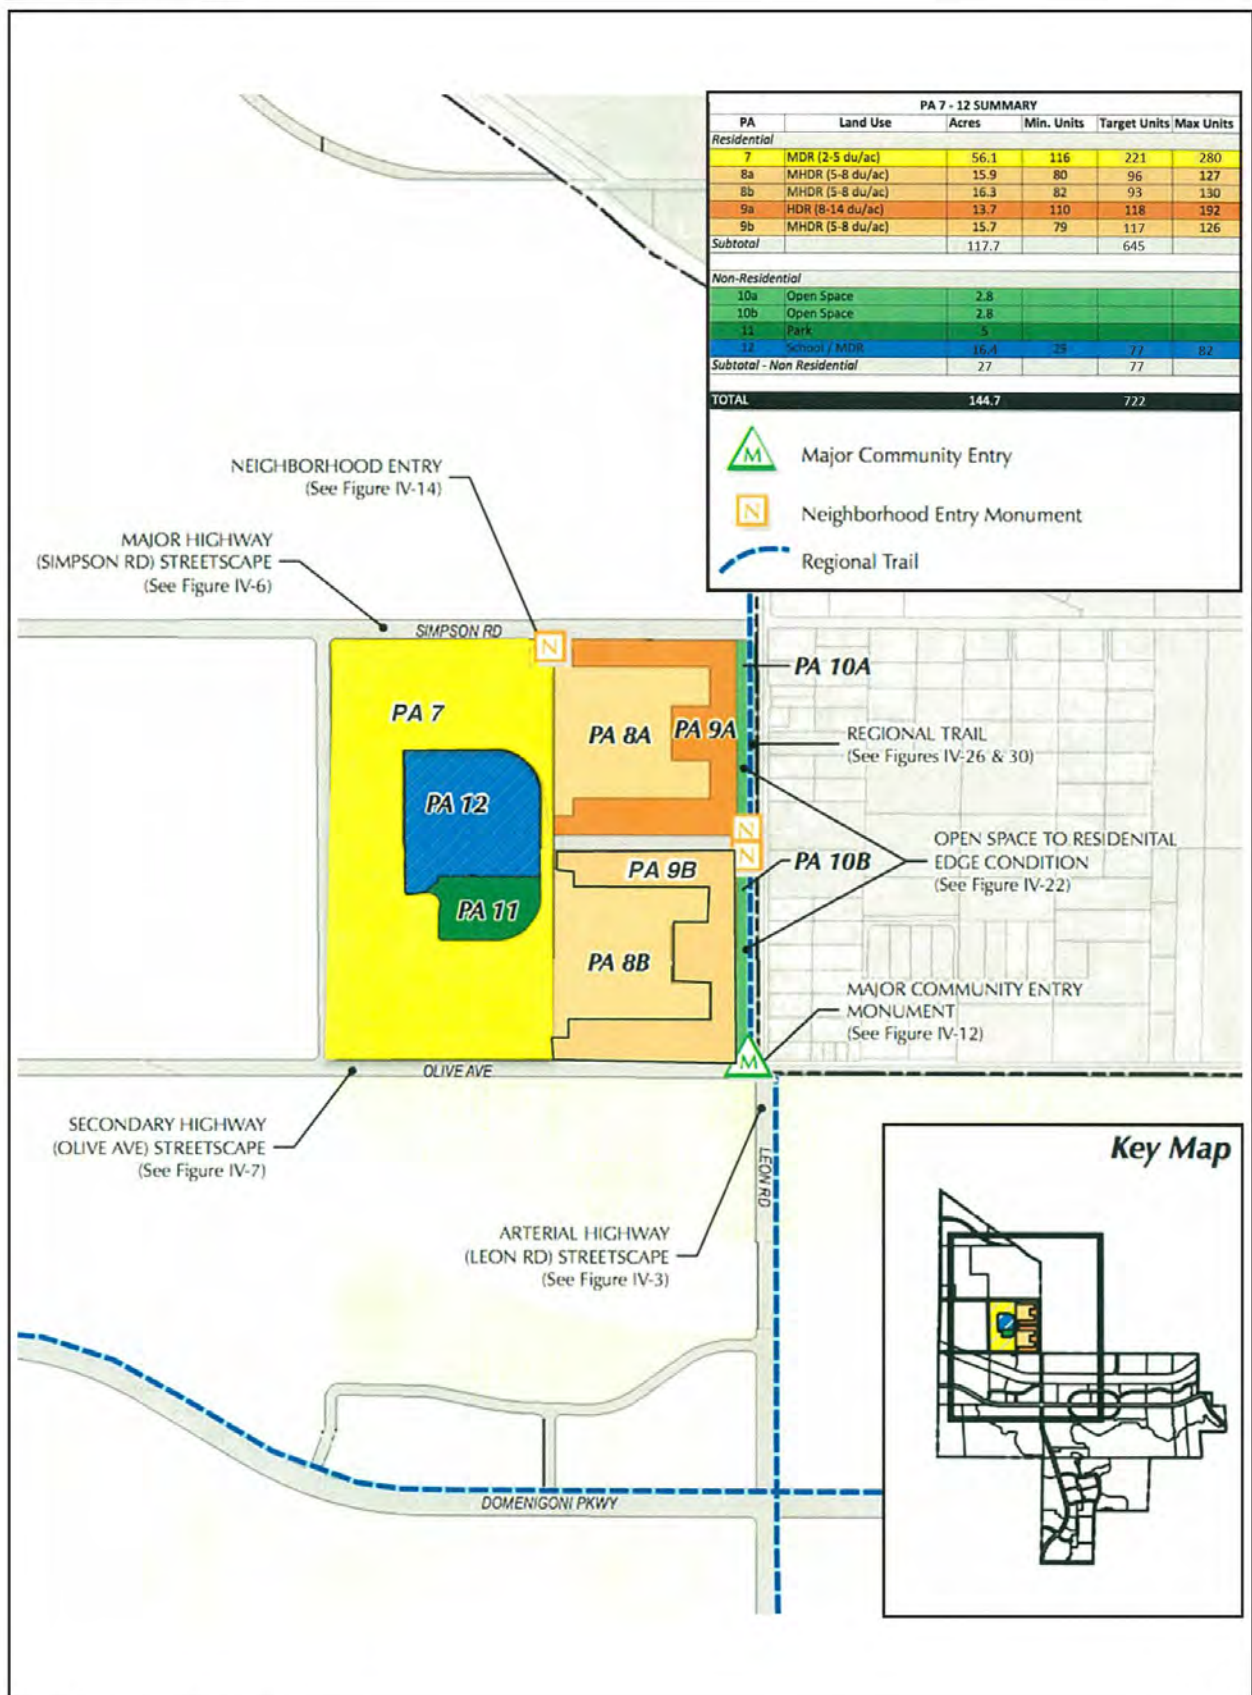 PA 7 - 12 SUMMARY
PA Land Use Acres Min. Units Target Units Max Units
Residential
7 MDR (2-5 du/ac) 56.1 116 221 280
8a MHDR (5-8 du/ac) 15.9 80 96 127
8b MHDR (5-8 du/ac) 16.3 82 93 130
9a HDR (8-14 du/ac) 13.7 110 118 192
9b MHDR (5-8 du/ac) 15.7 79 117 126
Subtotal 117.7 645
Non-Residential
10a Open Space 2.8
10b Open Space 2.8
11 Park 5
12 School / MDR 16.4 29 77 82
Subtotal - Non Residential 27 77
TOTAL 144.7 722
M Major Community Entry
N Neighborhood Entry Monument
Regional Trail
NEIGHBORHOOD ENTRY
(See Figure IV-14)
MAJOR HIGHWAY
(SIMPSON RD) STREETSCAPE
(See Figure IV-6)
SIMPSON RD
N
PA 10A
PA 7
PA 8A
PA 9A
REGIONAL TRAIL
(See Figures IV-26 & 30)
PA 12
N
N
OPEN SPACE TO RESIDENITAL
EDGE CONDITION
(See Figure IV-22)
PA 9B
PA 10B
PA 11
PA 8B
MAJOR COMMUNITY ENTRY
MONUMENT
(See Figure IV-12)
M
OLIVE AVE
SECONDARY HIGHWAY
(OLIVE AVE) STREETSCAPE
(See Figure IV-7)
LEON RD
ARTERIAL HIGHWAY
(LEON RD) STREETSCAPE
(See Figure IV-3)
Key Map
DOMENIGONI PKWY